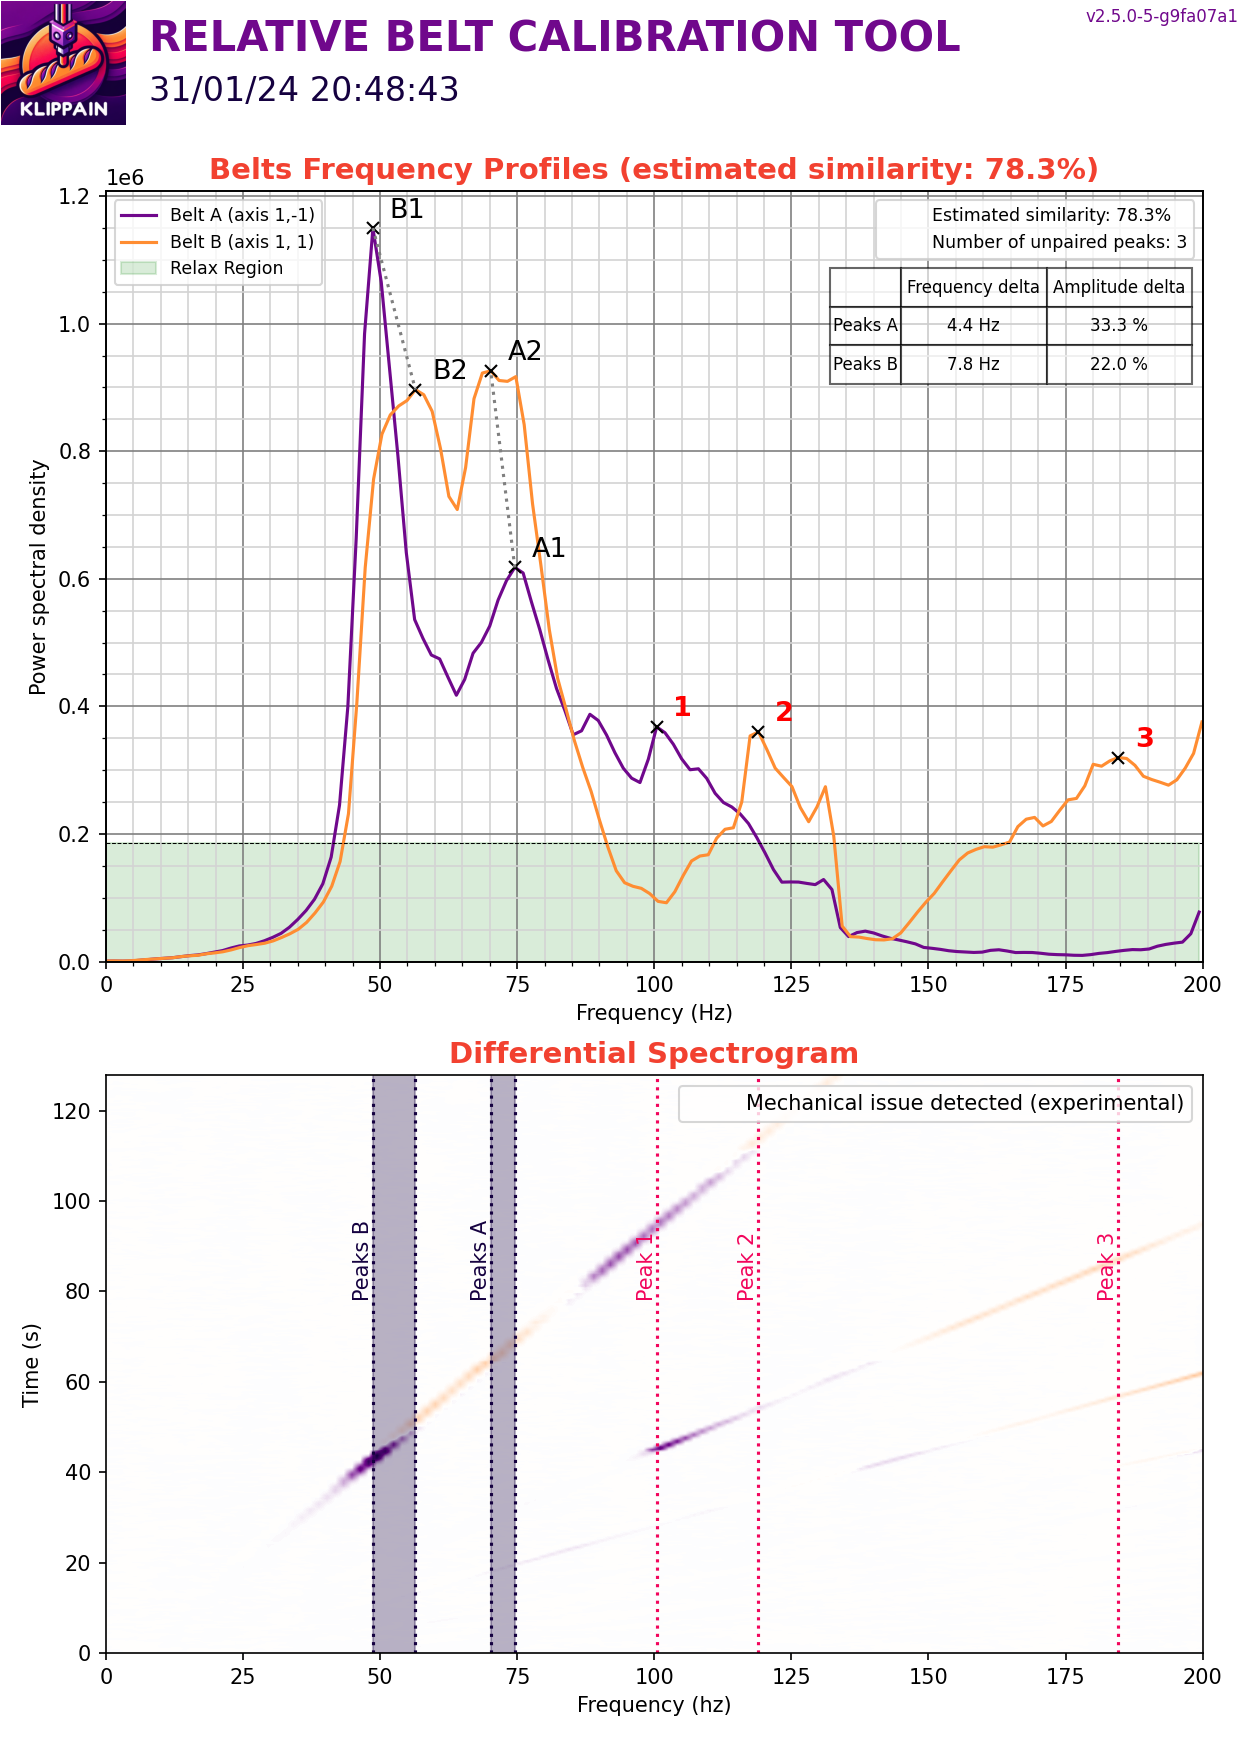 v2.5.0-5-g9fa07a1
RELATIVE BELT CALIBRATION TOOL
31/01/24 20:48:43
KLIPPAIN
Belts Frequency Profiles (estimated similarity: 78.3%)
1e6
Belt A (axis 1,-1)
Belt B (axis 1, 1)
Relax Region
Estimated similarity: 78.3%
Number of unpaired peaks: 3
Frequency delta Amplitude delta
Peaks A 4.4 Hz 33.3 %
Peaks B 7.8 Hz 22.0 %
B1
B2
A2
A1
1
2
3
Power spectral density
1.2
1.0
0.8
0.6
0.4
0.2
0.0
0 25 50 75 100 125 150 175 200
Frequency (Hz)
Differential Spectrogram
Mechanical issue detected (experimental)
Peaks B
Peaks A
Peak 1
Peak 2
Peak 3
Time (s)
120
100
80
60
40
20
0
0 25 50 75 100 125 150 175 200
Frequency (hz)